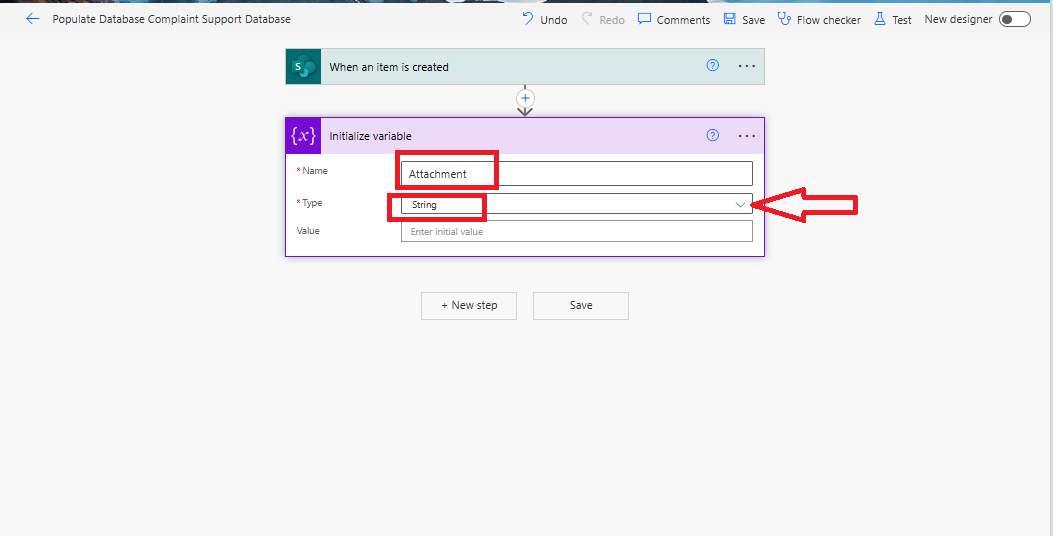 Populate Database Complaint Support Database Undo Redo Comments Save Flow checker Test New designer
S When an item is created ? ...
+
{x} Initialize variable ? ...
* Name Attachment
* Type String
Value Enter initial value
+ New step Save